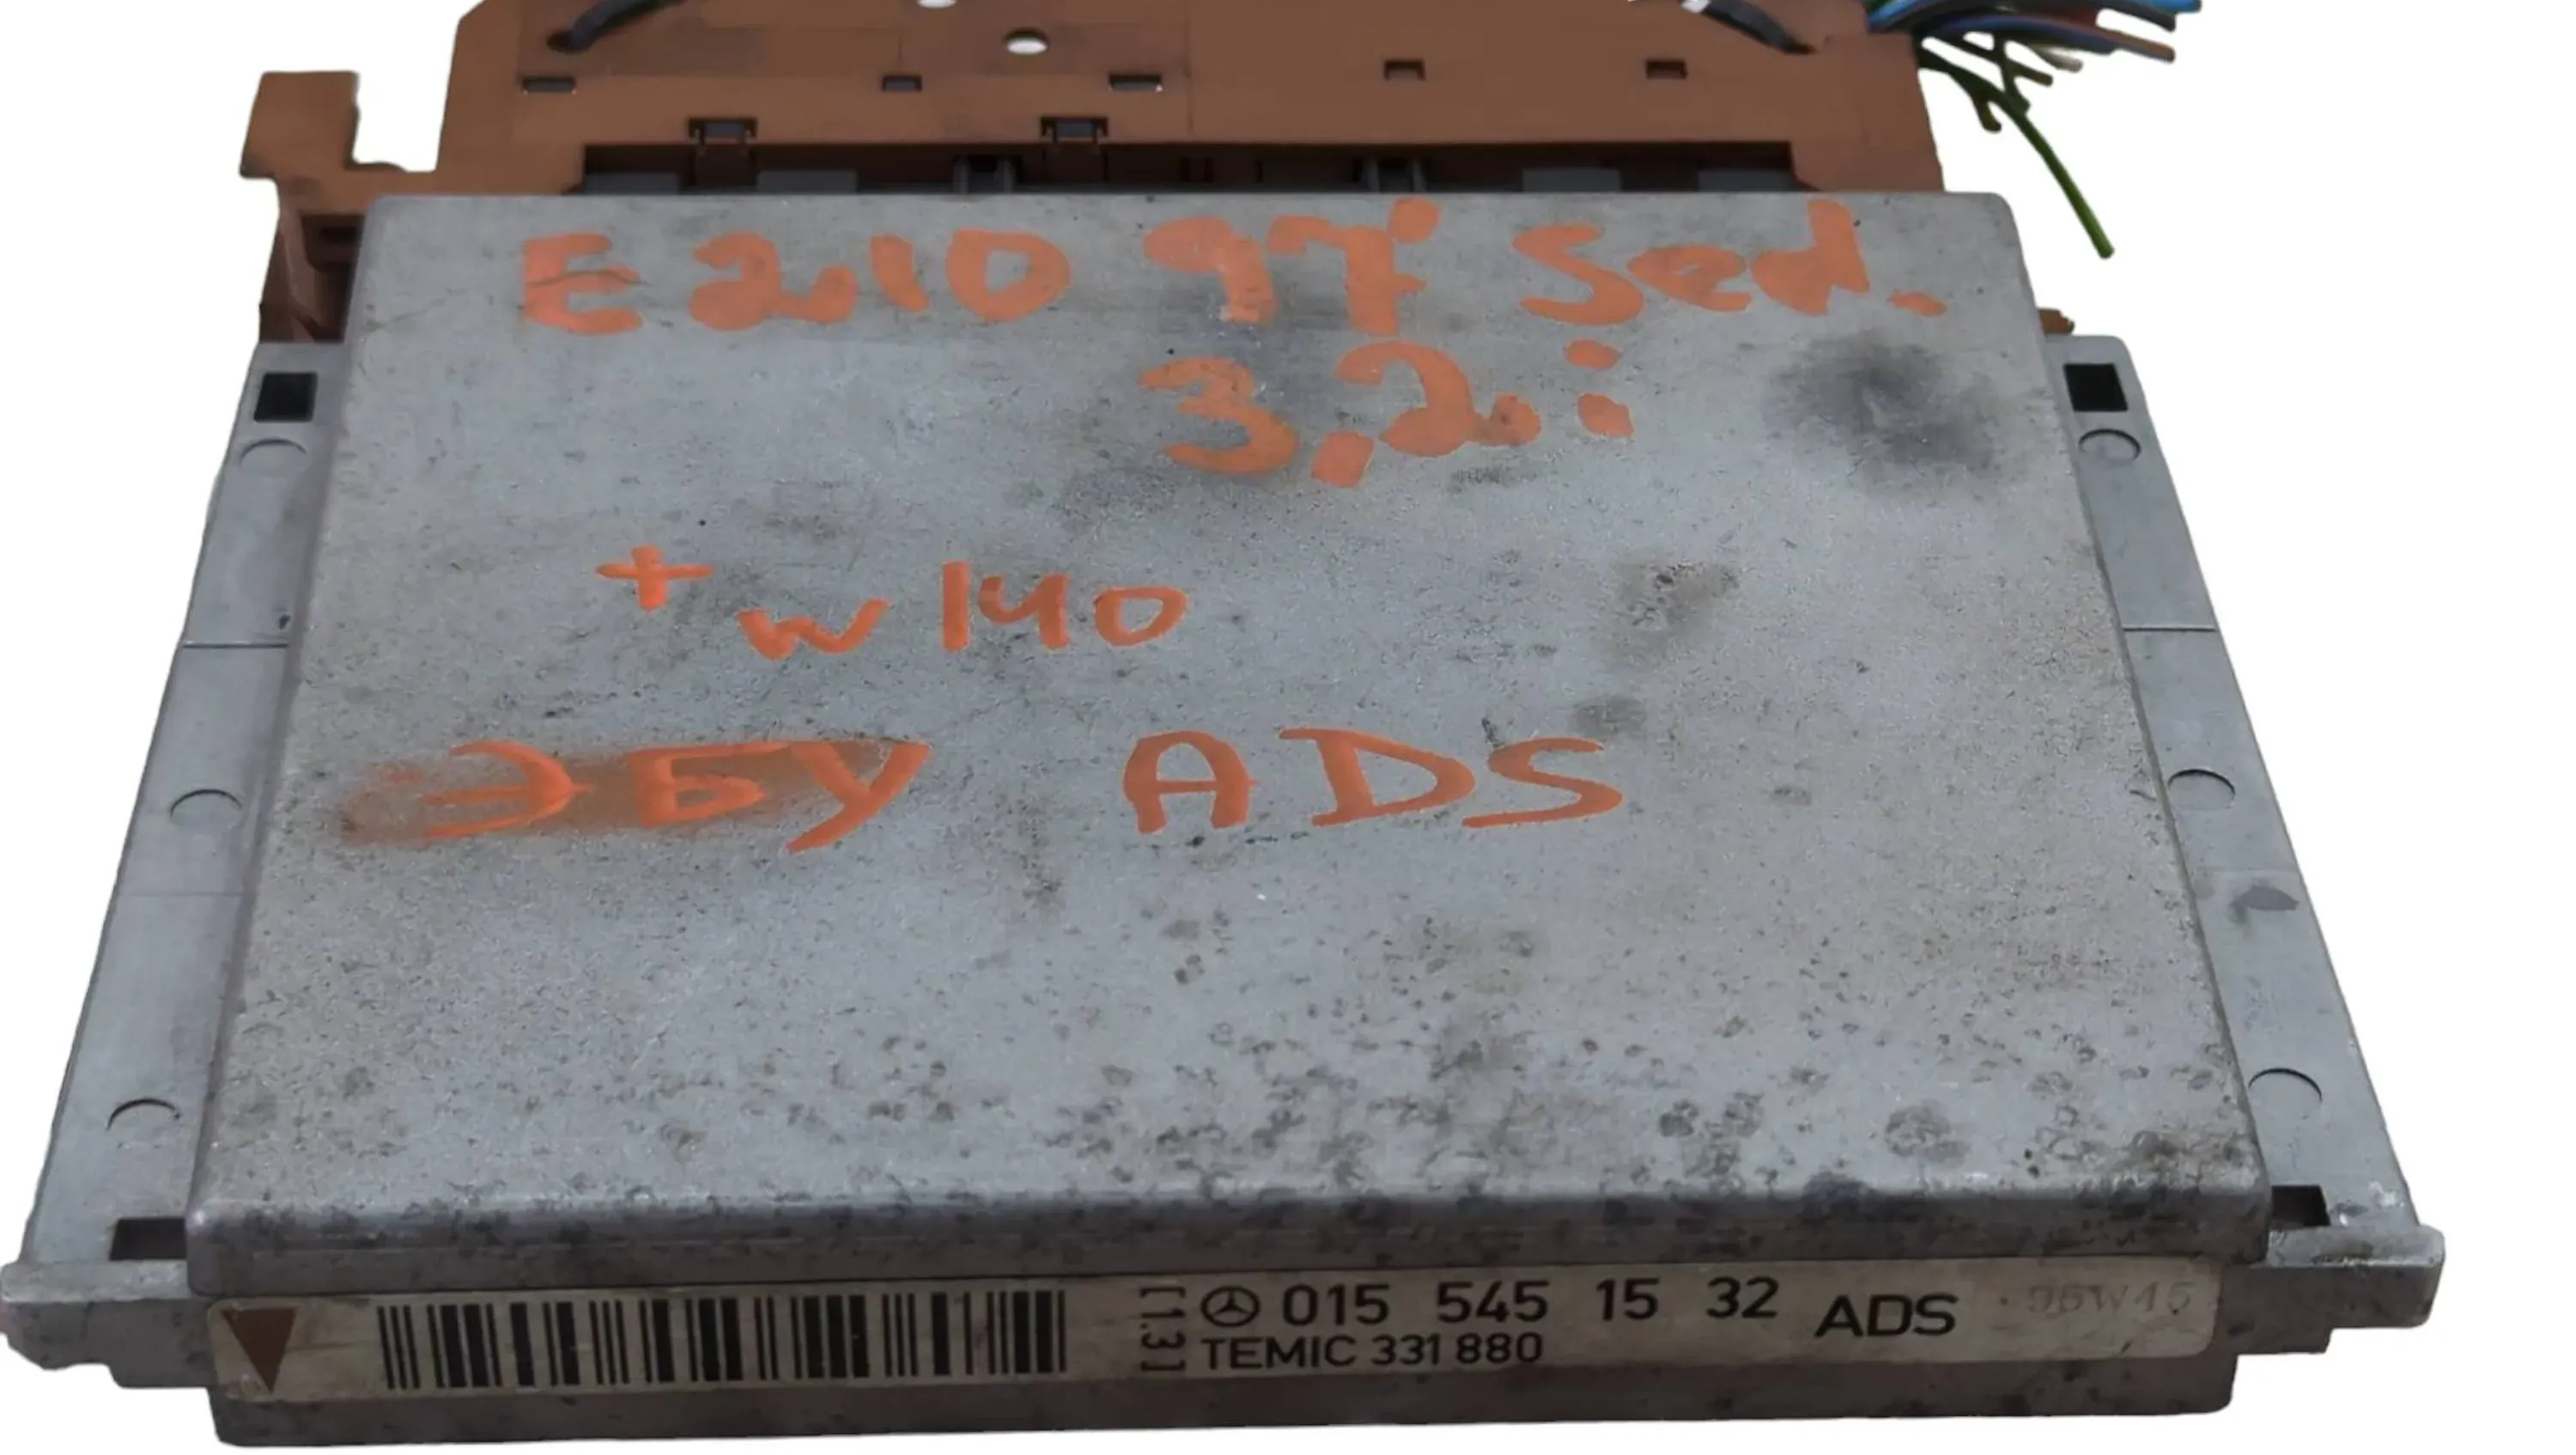 E210 97' Sed.
3,2i
+ W140
ЭБУ ADS
[1.3] 015 545 15 32 ADS
TEMIC 331 880